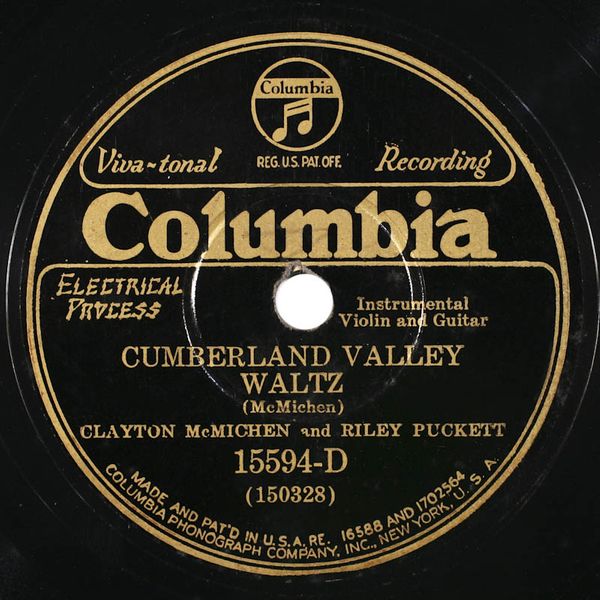 Columbia
REG. U.S. PAT. OFF.
Viva-tonal Recording
Columbia
ELECTRICAL
PROCESS
Instrumental
Violin and Guitar
CUMBERLAND VALLEY
WALTZ
(McMichen)
CLAYTON McMICHEN and RILEY PUCKETT
15594-D
(150328)
MADE AND PAT'D IN U.S.A. RE. 16588 AND 1702564
COLUMBIA PHONOGRAPH COMPANY, INC., NEW YORK, U.S.A.